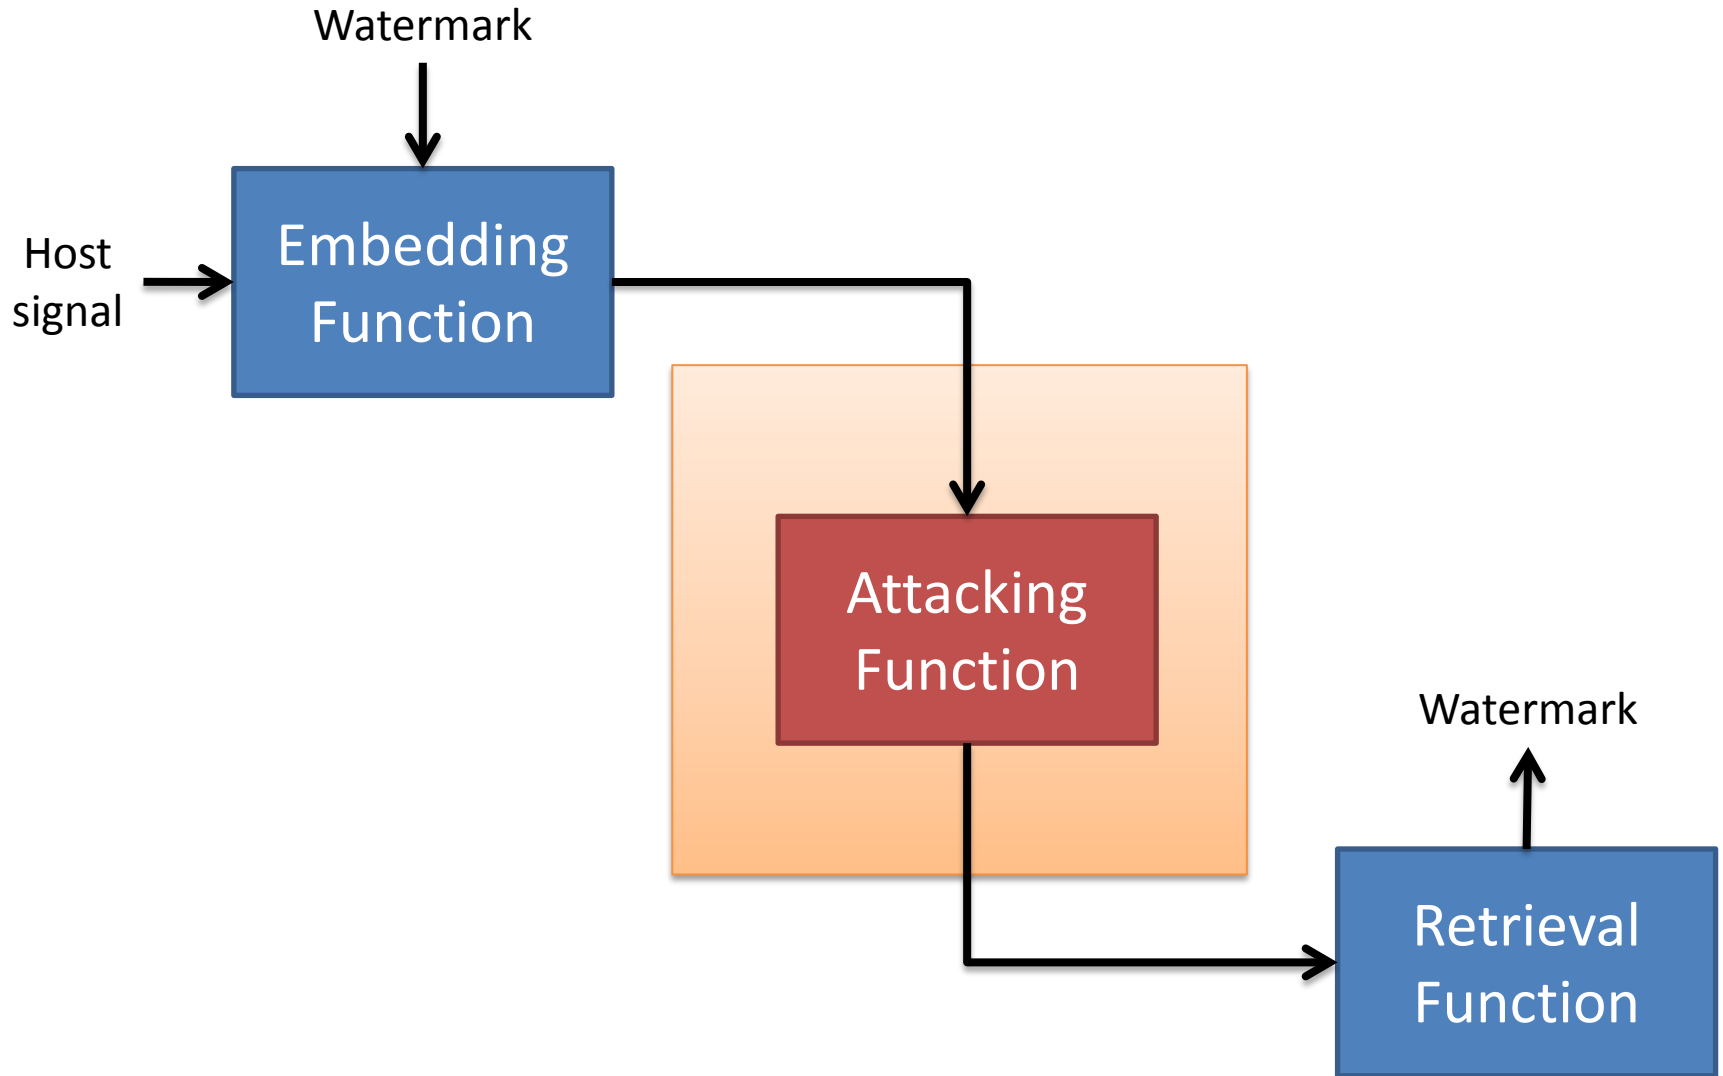 Watermark
Host
signal
Embedding
Function
Attacking
Function
Watermark
Retrieval
Function